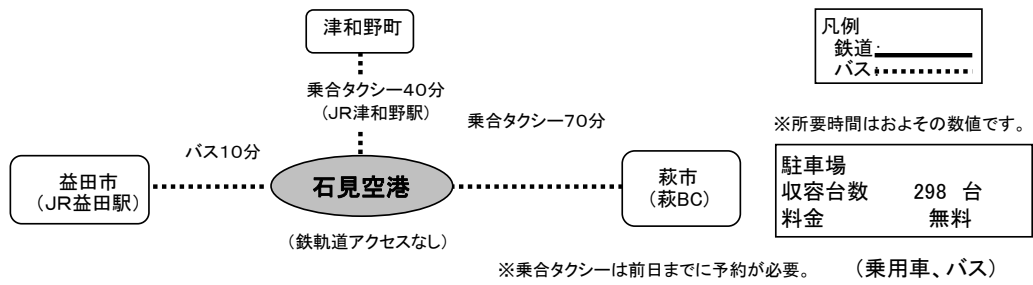 津和野町
乗合タクシー40分
(JR津和野駅)
乗合タクシー70分
バス10分
益田市
(JR益田駅)
石見空港
萩市
(萩BC)
(鉄軌道アクセスなし)
凡例
鉄道:
バス:
※所要時間はおよその数値です。
駐車場
収容台数 298 台
料金 無料
※乗合タクシーは前日までに予約が必要。 (乗用車、バス)